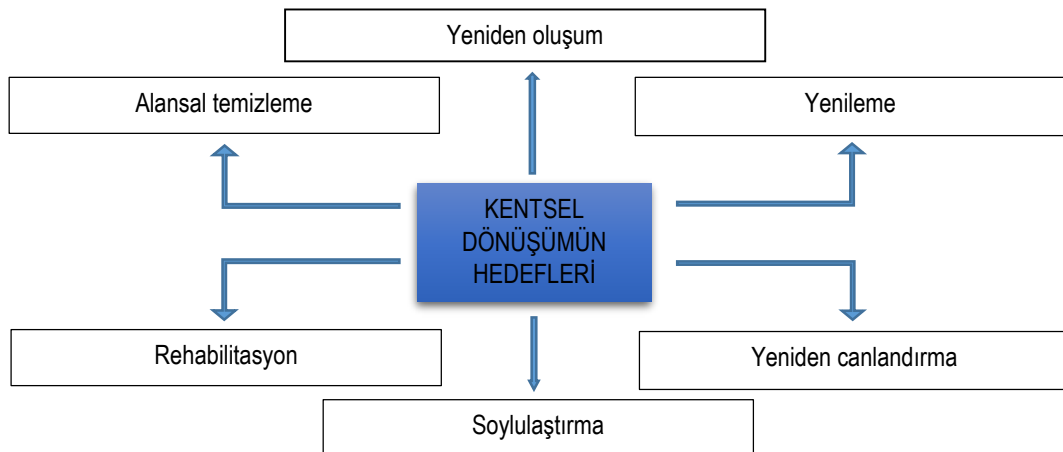 Yeniden oluşum
Alansal temizleme
Yenileme
KENTSEL
DÖNÜŞÜMÜN
HEDEFLERİ
Rehabilitasyon
Yeniden canlandırma
Soylulaştırma